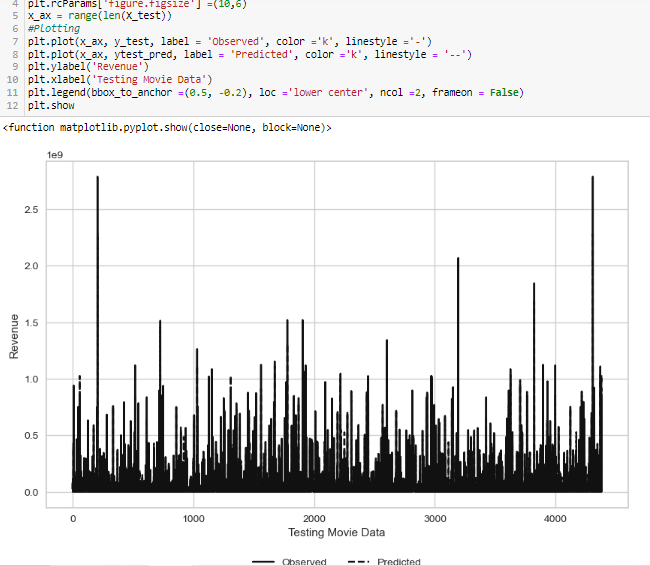 4 plt.rcParams['figure.figsize'] =(10,6)
5 x_ax = range(len(X_test))
6 #Plotting
7 plt.plot(x_ax, y_test, label = 'Observed', color ='k', linestyle ='-')
8 plt.plot(x_ax, ytest_pred, label = 'Predicted', color ='k', linestyle = '--')
9 plt.ylabel('Revenue')
10 plt.xlabel('Testing Movie Data')
11 plt.legend(bbox_to_anchor =(0.5, -0.2), loc ='lower center', ncol =2, frameon = False)
12 plt.show
<function matplotlib.pyplot.show(close=None, block=None)>
1e9
2.5
2.0
1.5
1.0
0.5
0.0
Revenue
0 1000 2000 3000 4000
Testing Movie Data
Observed Predicted